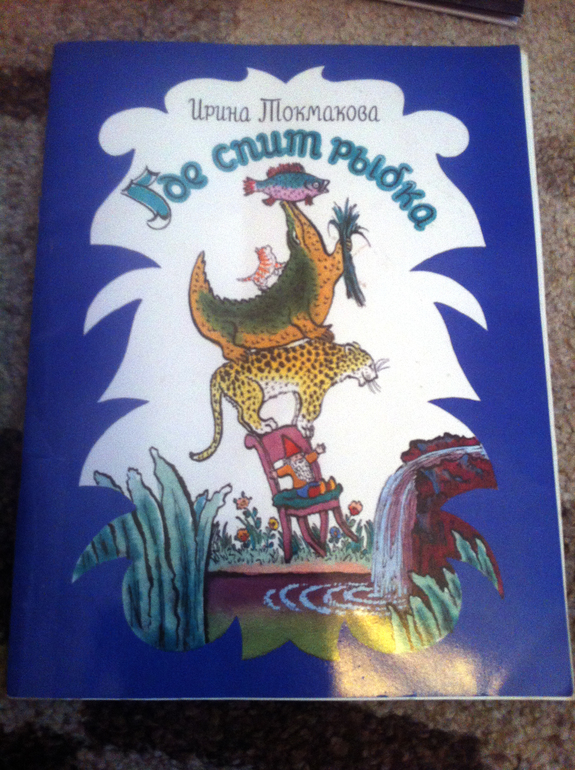 Ирина Токмакова
Где спит рыбка